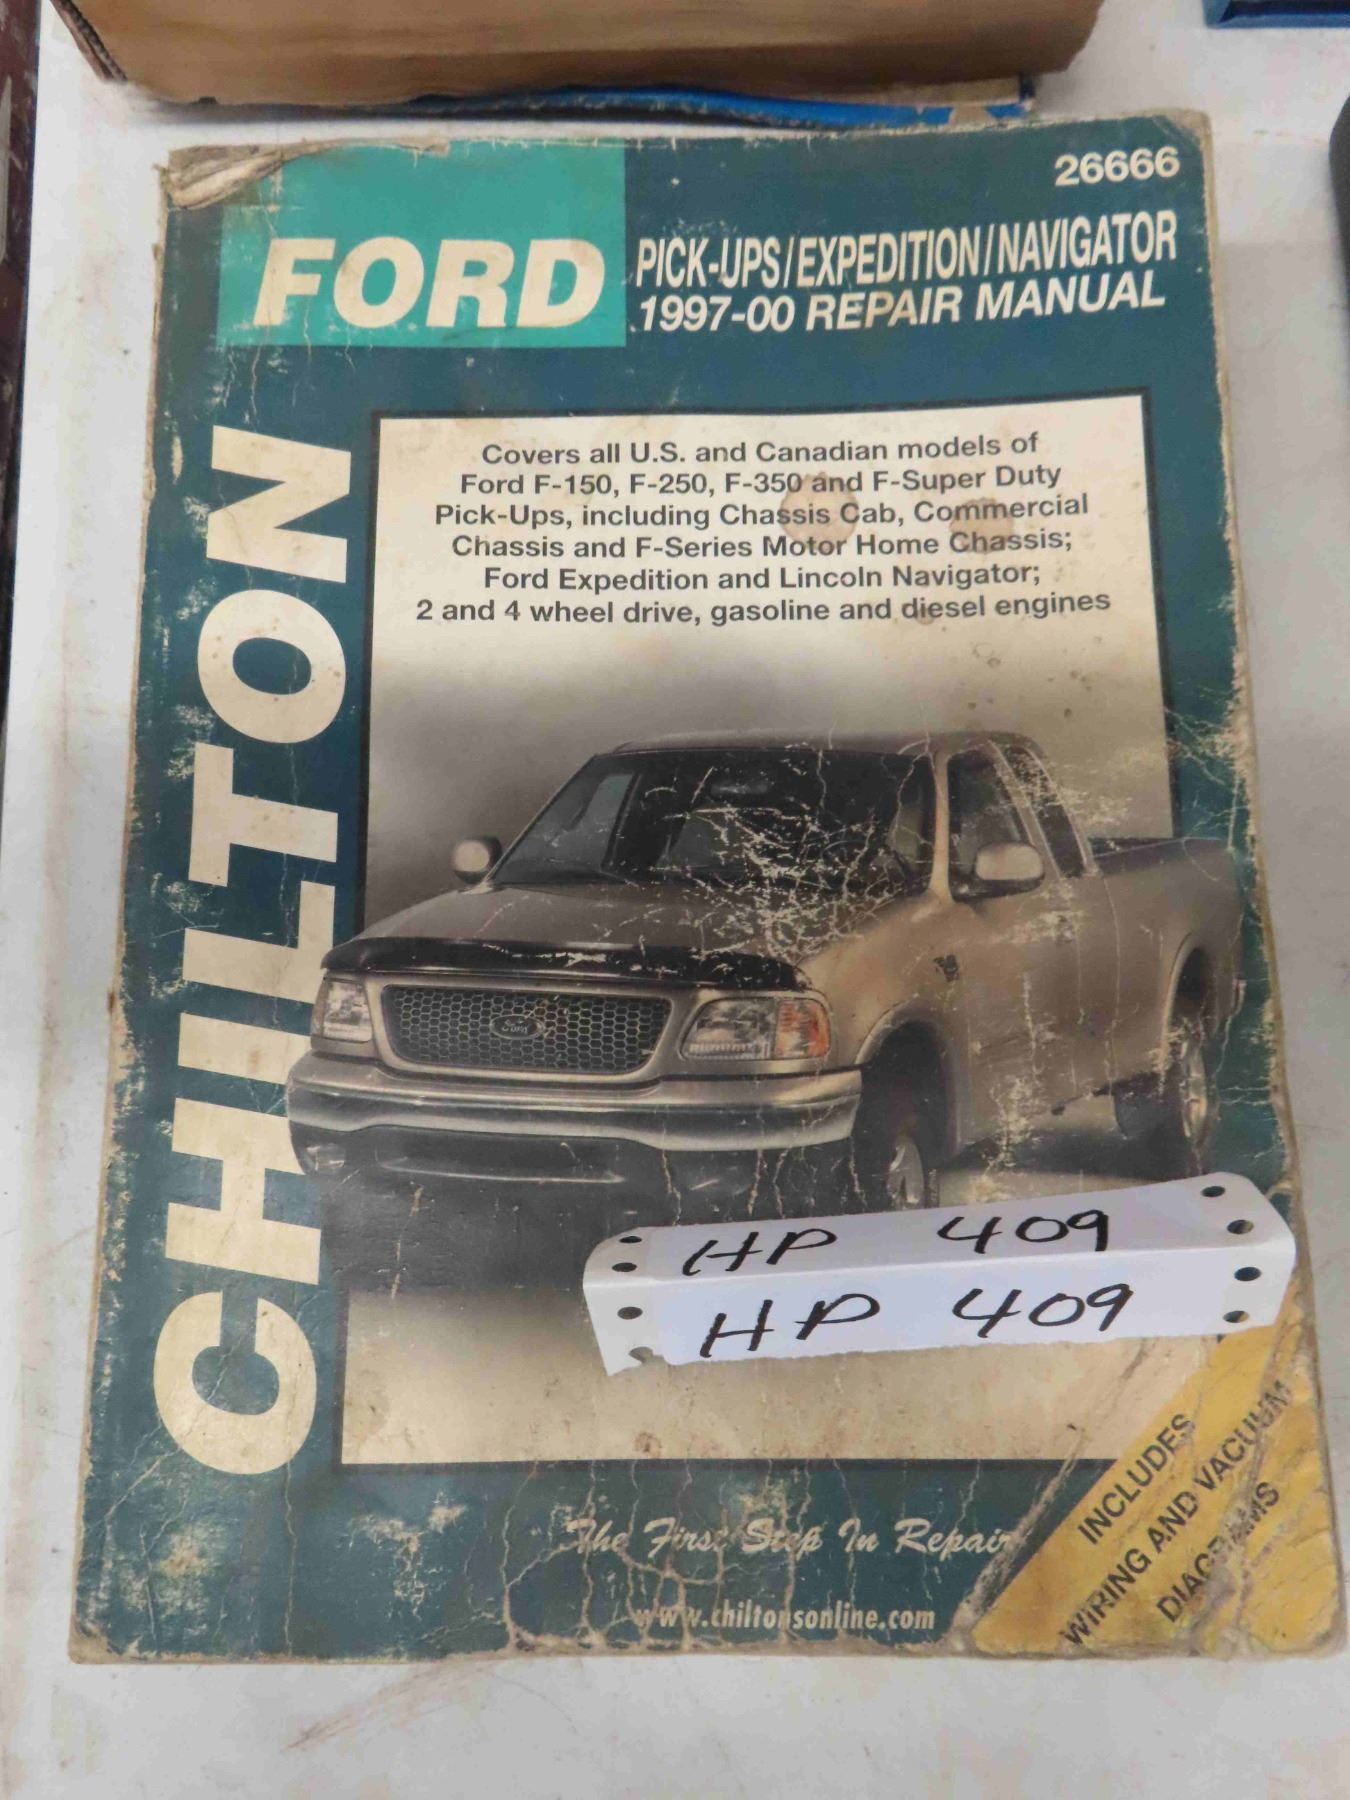 26666
FORD
PICK-UPS/EXPEDITION/NAVIGATOR
1997-00 REPAIR MANUAL
CHILTON
Covers all U.S. and Canadian models of
Ford F-150, F-250, F-350 and F-Super Duty
Pick-Ups, including Chassis Cab, Commercial
Chassis and F-Series Motor Home Chassis;
Ford Expedition and Lincoln Navigator;
2 and 4 wheel drive, gasoline and diesel engines
Ford
HP 409
HP 409
INCLUDES
WIRING AND VACUUM
DIAGRAMS
The First Step In Repair
www.chiltonsonline.com